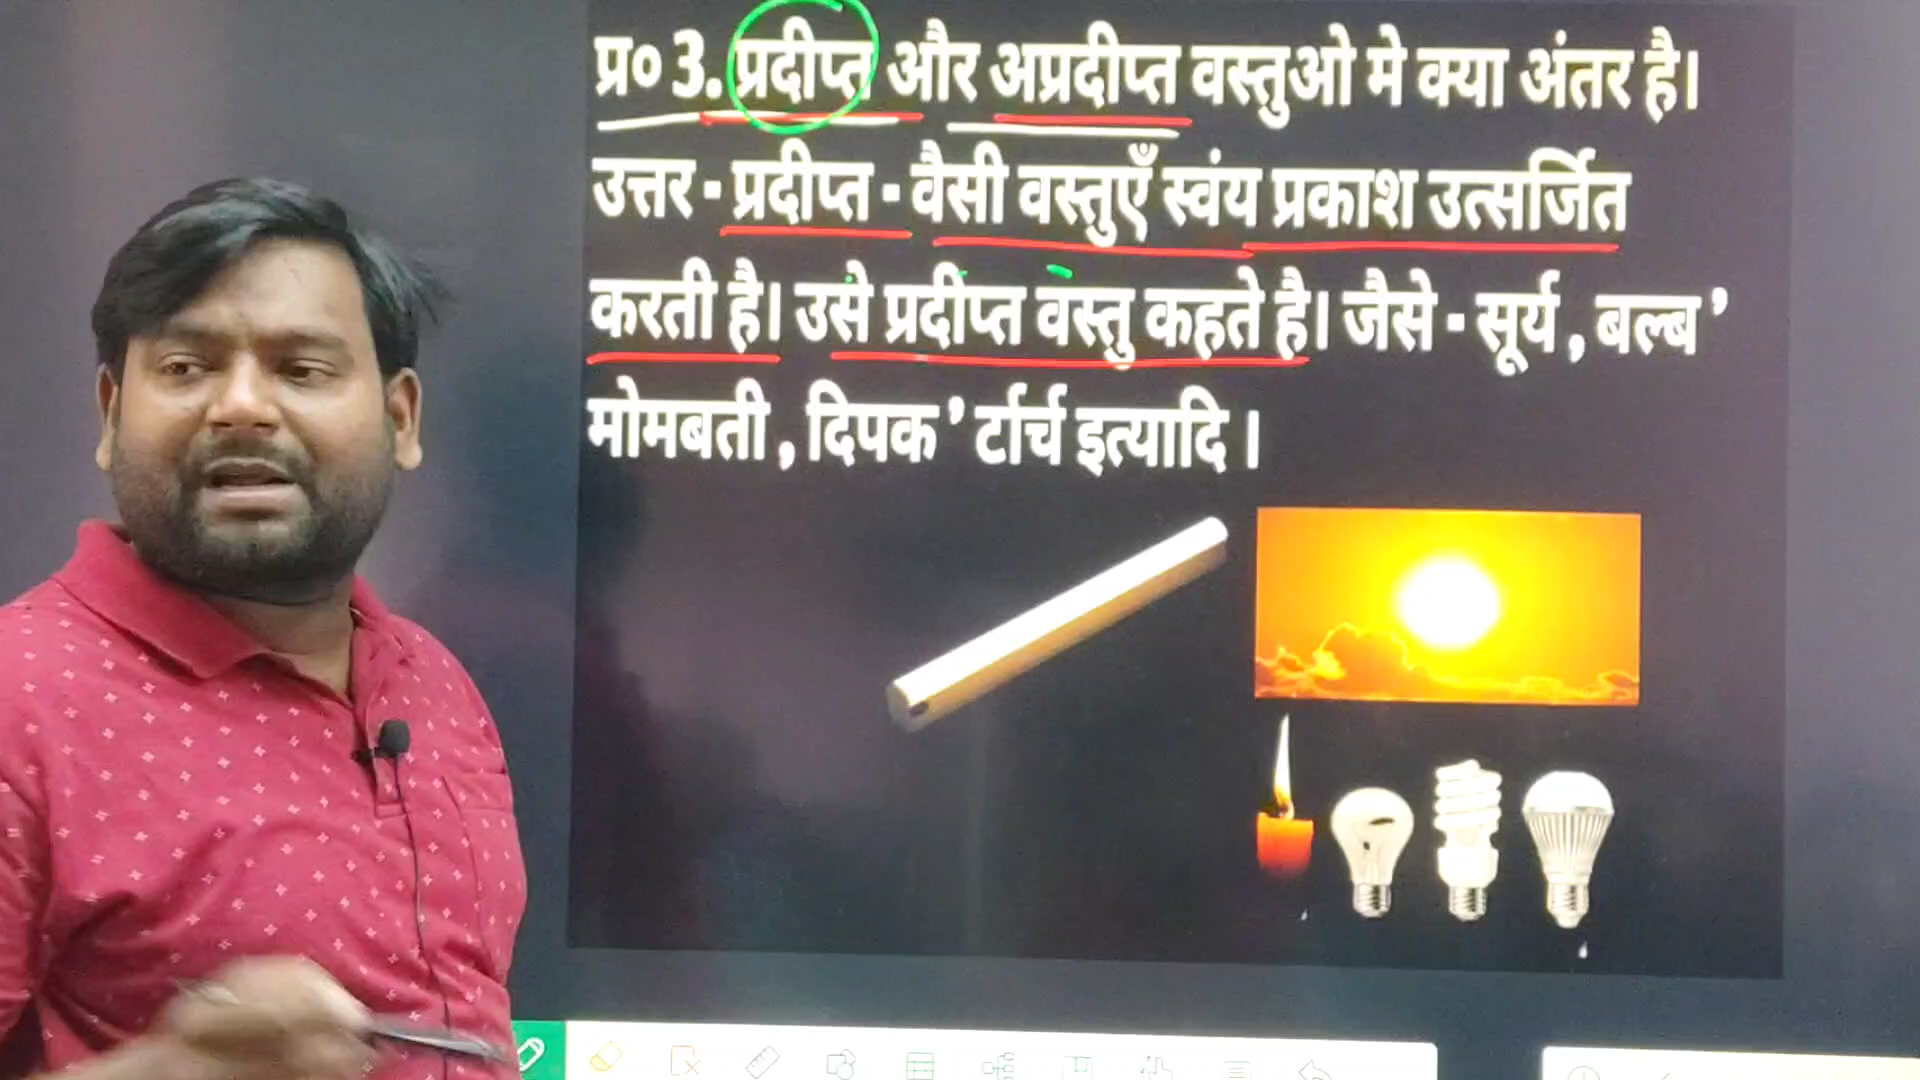 प्र० 3. प्रदीप्त और अप्रदीप्त वस्तुओ मे क्या अंतर है।
उत्तर - प्रदीप्त - वैसी वस्तुएँ स्वंय प्रकाश उत्सर्जित
करती है। उसे प्रदीप्त वस्तु कहते है। जैसे - सूर्य , बल्ब ’
मोमबती , दिपक ’ र्टार्च इत्यादि ।